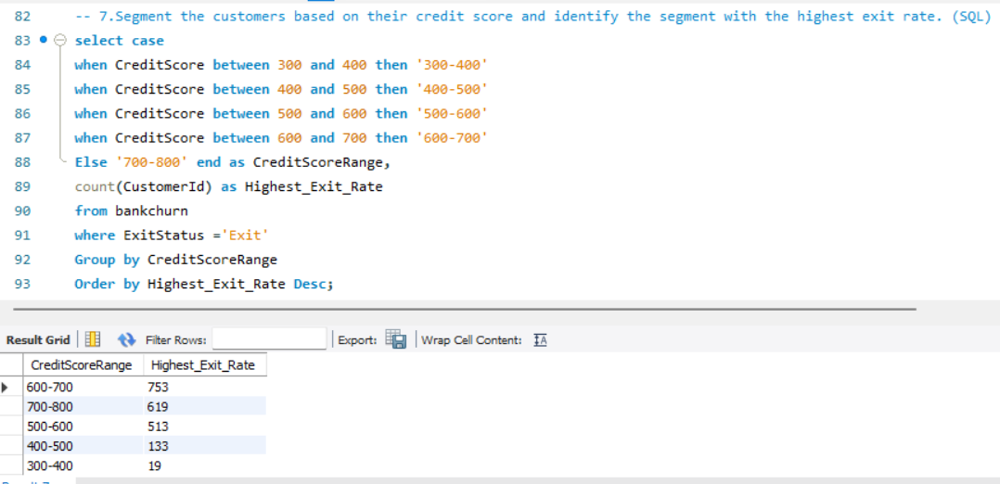 82 -- 7.Segment the customers based on their credit score and identify the segment with the highest exit rate. (SQL)
83 select case
84 when CreditScore between 300 and 400 then '300-400'
85 when CreditScore between 400 and 500 then '400-500'
86 when CreditScore between 500 and 600 then '500-600'
87 when CreditScore between 600 and 700 then '600-700'
88 Else '700-800' end as CreditScoreRange,
89 count(CustomerId) as Highest_Exit_Rate
90 from bankchurn
91 where ExitStatus ='Exit'
92 Group by CreditScoreRange
93 Order by Highest_Exit_Rate Desc;
Result Grid Filter Rows: Export: Wrap Cell Content: IA
CreditScoreRange Highest_Exit_Rate
600-700 753
700-800 619
500-600 513
400-500 133
300-400 19